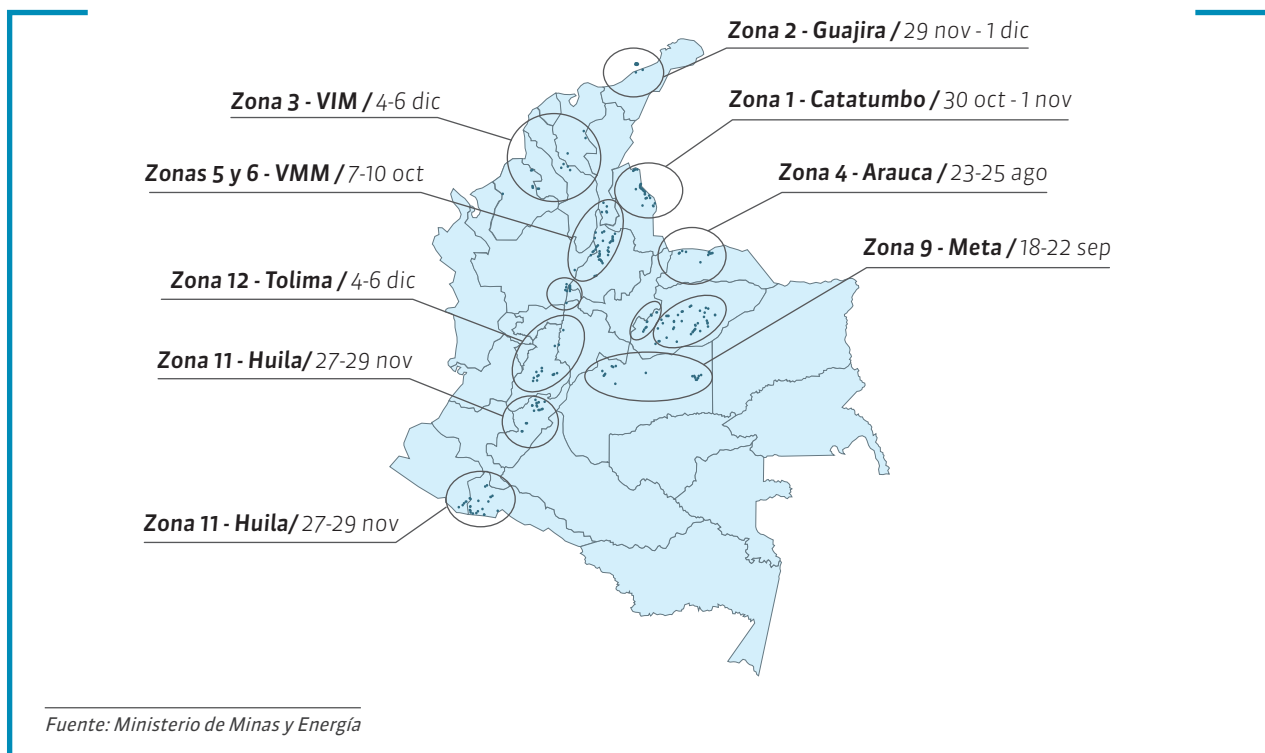 Zona 2 - Guajira / 29 nov - 1 dic
Zona 3 - VIM / 4-6 dic
Zona 1 - Catatumbo / 30 oct - 1 nov
Zonas 5 y 6 - VMM / 7-10 oct
Zona 4 - Arauca / 23-25 ago
Zona 9 - Meta / 18-22 sep
Zona 12 - Tolima / 4-6 dic
Zona 11 - Huila/ 27-29 nov
Zona 11 - Huila/ 27-29 nov
Fuente: Ministerio de Minas y Energía